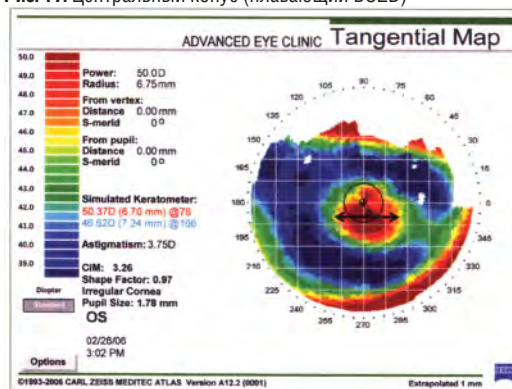 ADVANCED EYE CLINIC Tangential Map
50.0
49.0
48.0
47.0
46.0
45.0
44.0
43.0
42.0
41.0
40.0
39.0
Diopter
Standard
Power: 50.0D
Radius: 6.75mm
From vertex:
Distance 0.00mm
S-merid 0°
From pupil:
Distance 0.00mm
S-merid 0°
Simulated Keratometer:
50.37D (6.70 mm) @76
46.62D (7.24 mm) @166
Astigmatism: 3.75D
CIM: 3.26
Shape Factor: 0.97
Irregular Cornea
Pupil Size: 1.78 mm
OS
02/26/06
3:02 PM
Options
90
105
75
120
60
135
45
150
30
165
15
180
0
195
345
210
330
225
315
240
300
255
285
270
©1993-2006 CARL ZEISS MEDITEC ATLAS Version A12.2 (0001)
Extrapolated 1 mm